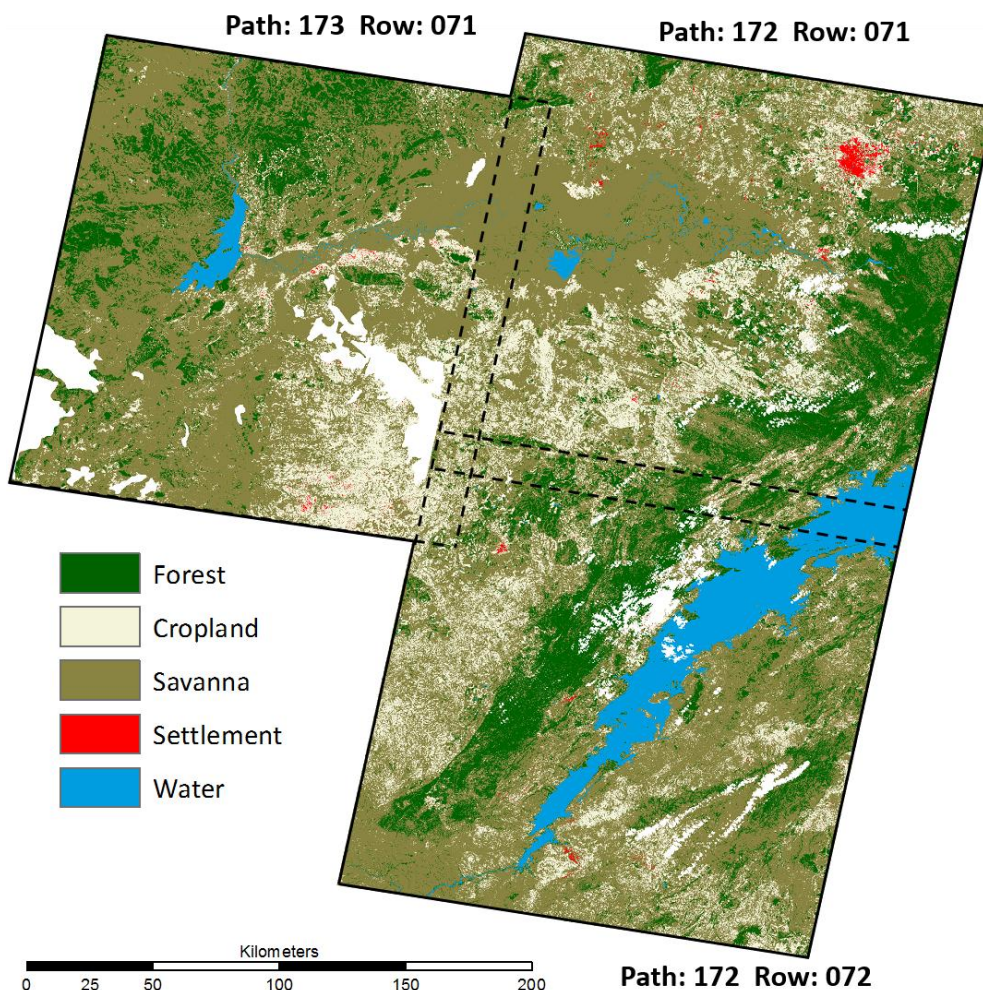 Path: 173 Row: 071
Path: 172 Row: 071
Forest
Cropland
Savanna
Settlement
Water
Kilometers
0 25 50 100 150 200
Path: 172 Row: 072